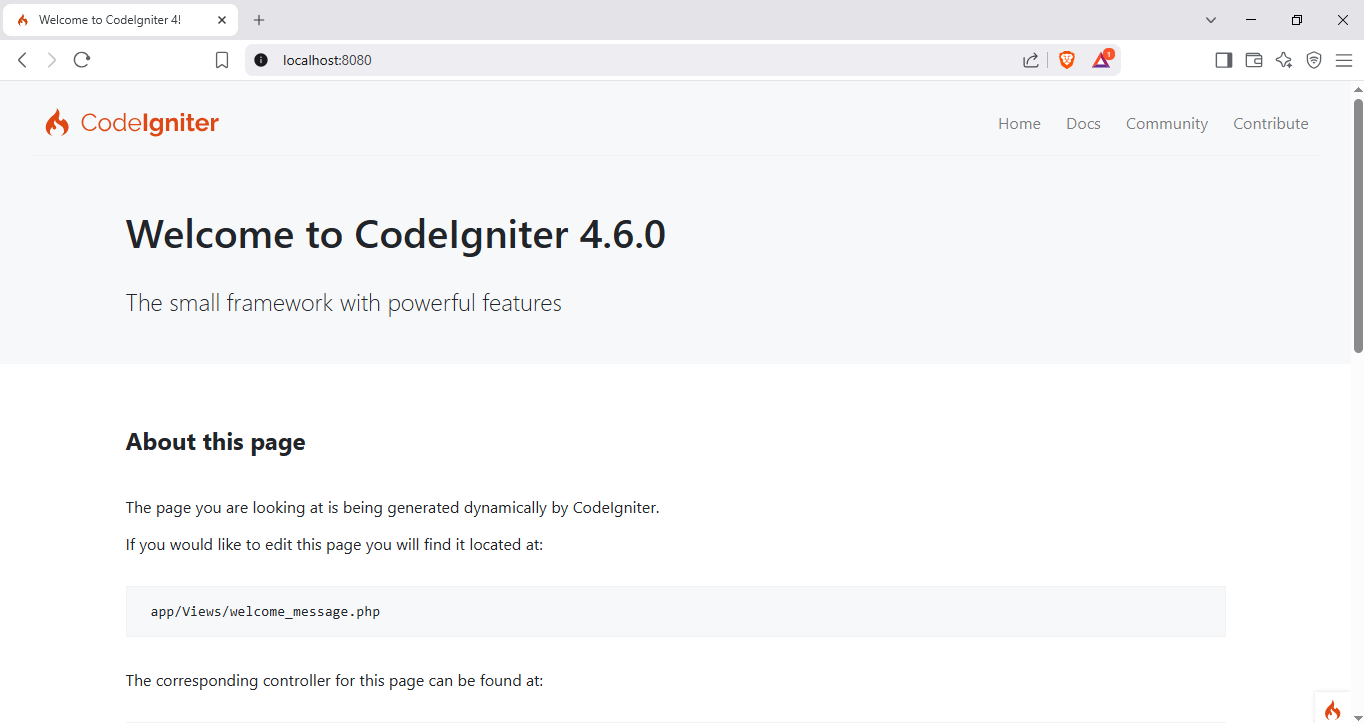 Welcome to CodeIgniter 4!
localhost:8080
1
CodeIgniter
Home Docs Community Contribute
Welcome to CodeIgniter 4.6.0
The small framework with powerful features
About this page
The page you are looking at is being generated dynamically by CodeIgniter.
If you would like to edit this page you will find it located at:
app/Views/welcome_message.php
The corresponding controller for this page can be found at: